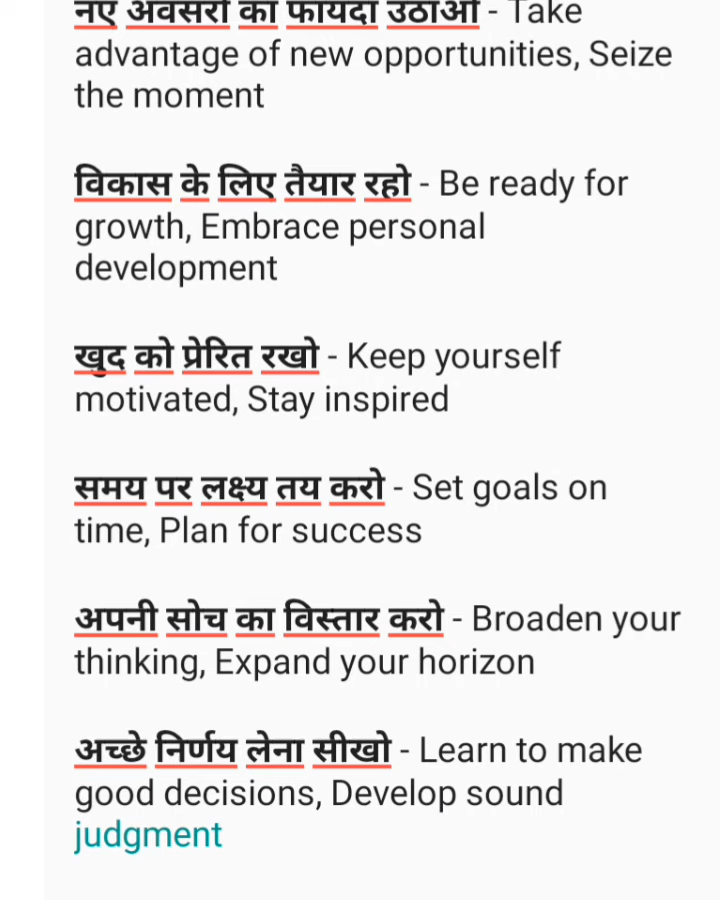 नए अवसरों का फायदा उठाओ - Take
advantage of new opportunities, Seize
the moment
विकास के लिए तैयार रहो - Be ready for
growth, Embrace personal
development
खुद को प्रेरित रखो - Keep yourself
motivated, Stay inspired
समय पर लक्ष्य तय करो - Set goals on
time, Plan for success
अपनी सोच का विस्तार करो - Broaden your
thinking, Expand your horizon
अच्छे निर्णय लेना सीखो - Learn to make
good decisions, Develop sound
judgment